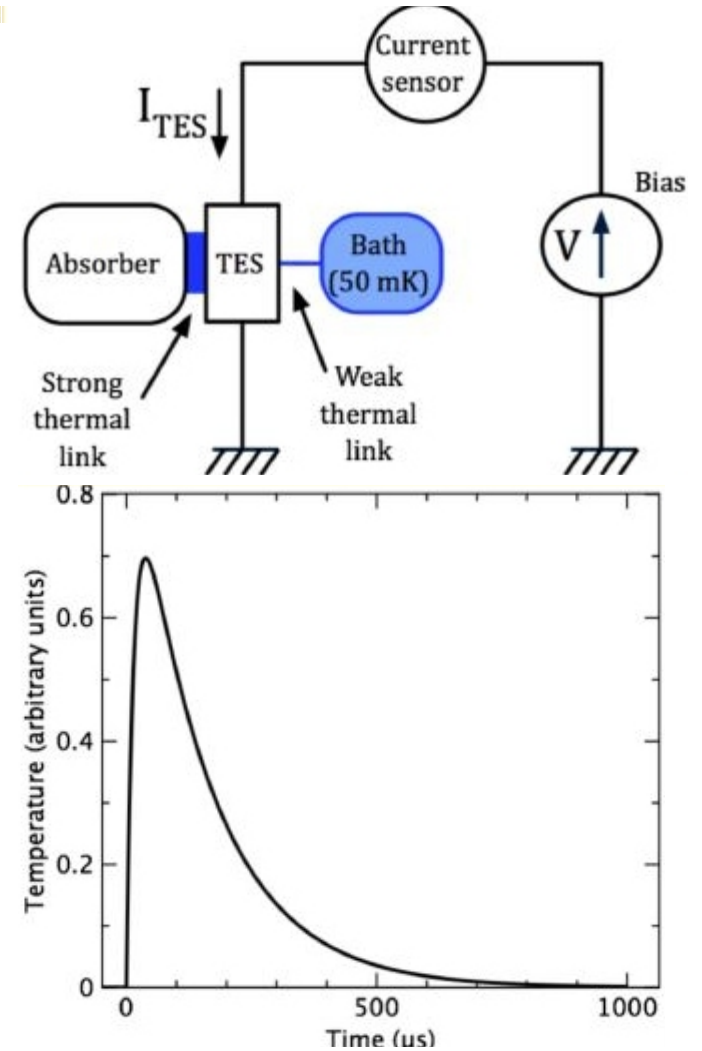 Current
sensor
I_TES
Bias
V
Absorber
TES
Bath
(50 mK)
Strong
thermal
link
Weak
thermal
link
0.8
0.6
0.4
0.2
0
Temperature (arbitrary units)
0 500 1000
Time (us)